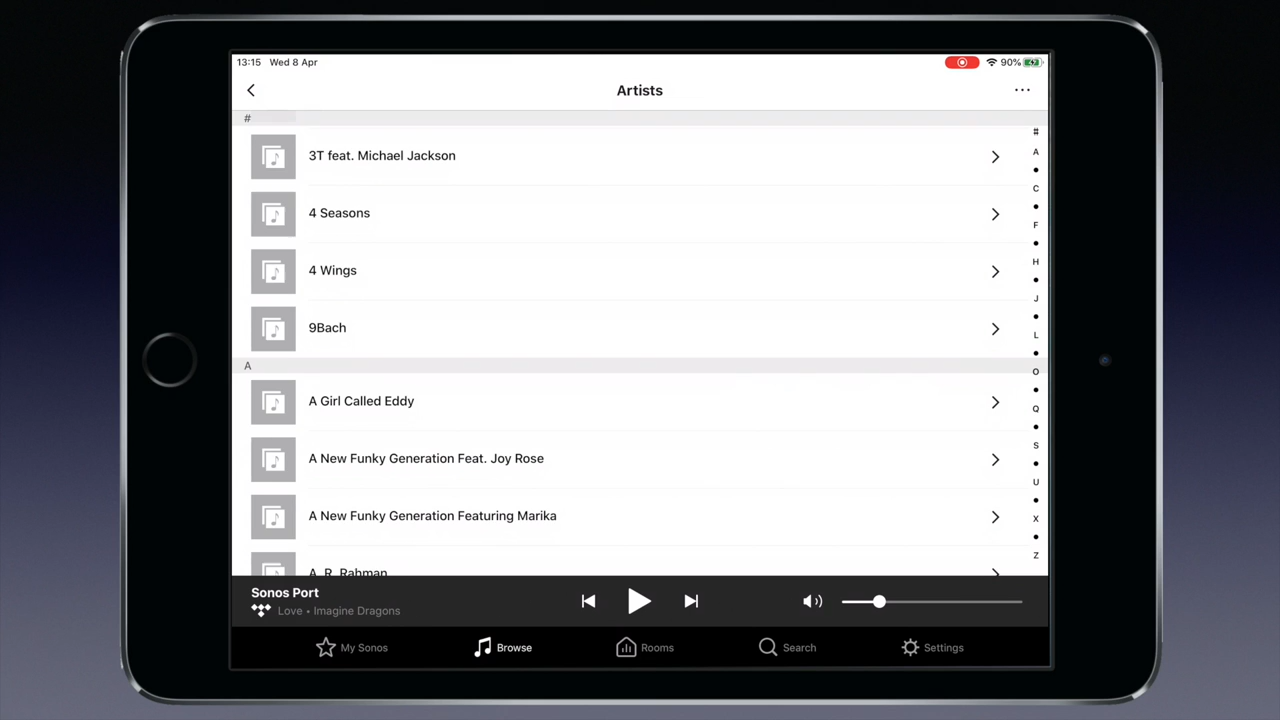 13:15 Wed 8 Apr 90%
Artists
#
3T feat. Michael Jackson
4 Seasons
4 Wings
9Bach
A
A Girl Called Eddy
A New Funky Generation Feat. Joy Rose
A New Funky Generation Featuring Marika
A. R. Rahman
#
A
C
F
H
J
L
O
Q
S
U
X
Z
Sonos Port
Love • Imagine Dragons
My Sonos Browse Rooms Search Settings